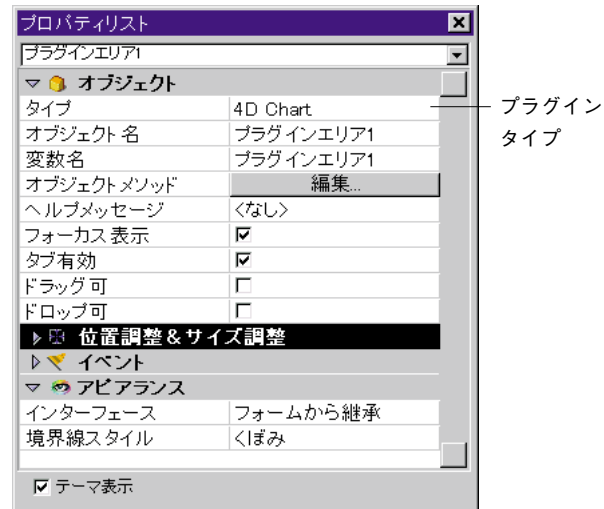 プロパティリスト
プラグインエリア1
オブジェクト
タイプ 4D Chart
オブジェクト名 プラグインエリア1
変数名 プラグインエリア1
オブジェクトメソッド 編集...
ヘルプメッセージ <なし>
フォーカス表示
タブ有効
ドラッグ可
ドロップ可
位置調整&サイズ調整
イベント
アピアランス
インターフェース フォームから継承
境界線スタイル くぼみ
テーマ表示
プラグイン
タイプ